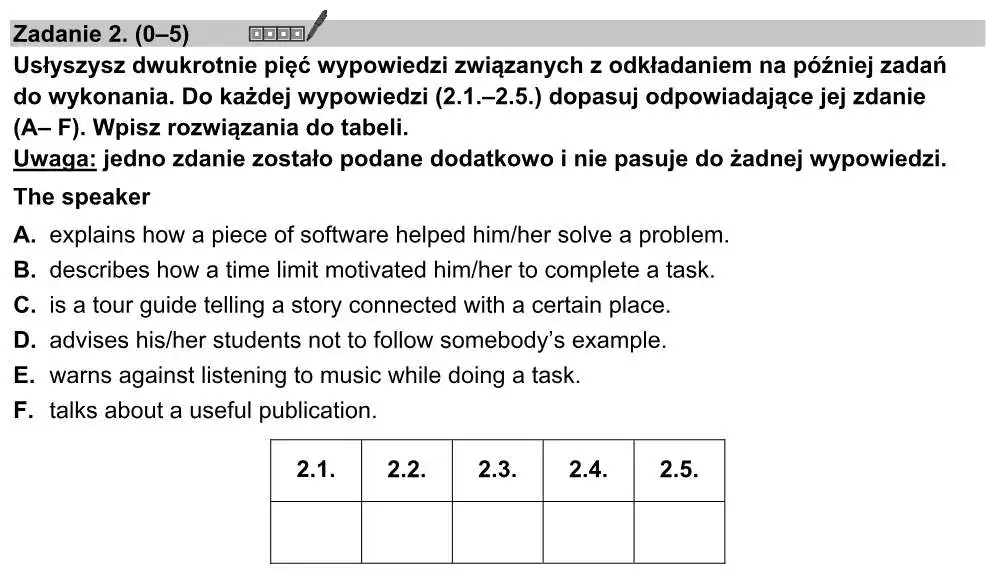 Zadanie 2. (0–5)
Usłyszysz dwukrotnie pięć wypowiedzi związanych z odkładaniem na później zadań
do wykonania. Do każdej wypowiedzi (2.1.–2.5.) dopasuj odpowiadające jej zdanie
(A– F). Wpisz rozwiązania do tabeli.
Uwaga: jedno zdanie zostało podane dodatkowo i nie pasuje do żadnej wypowiedzi.
The speaker
A. explains how a piece of software helped him/her solve a problem.
B. describes how a time limit motivated him/her to complete a task.
C. is a tour guide telling a story connected with a certain place.
D. advises his/her students not to follow somebody’s example.
E. warns against listening to music while doing a task.
F. talks about a useful publication.
2.1. 2.2. 2.3. 2.4. 2.5.